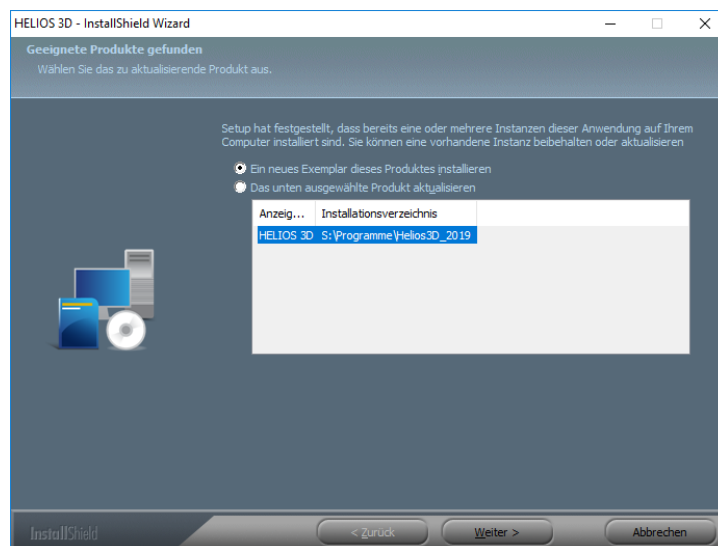 HELIOS 3D - InstallShield Wizard
Geeignete Produkte gefunden
Wählen Sie das zu aktualisierende Produkt aus.
Setup hat festgestellt, dass bereits eine oder mehrere Instanzen dieser Anwendung auf Ihrem
Computer installiert sind. Sie können eine vorhandene Instanz beibehalten oder aktualisieren
Ein neues Exemplar dieses Produktes installieren
Das unten ausgewählte Produkt aktualisieren
Anzeig... Installationsverzeichnis
HELIOS 3D S:\Programme\Helios3D_2019
InstallShield
< Zurück Weiter > Abbrechen